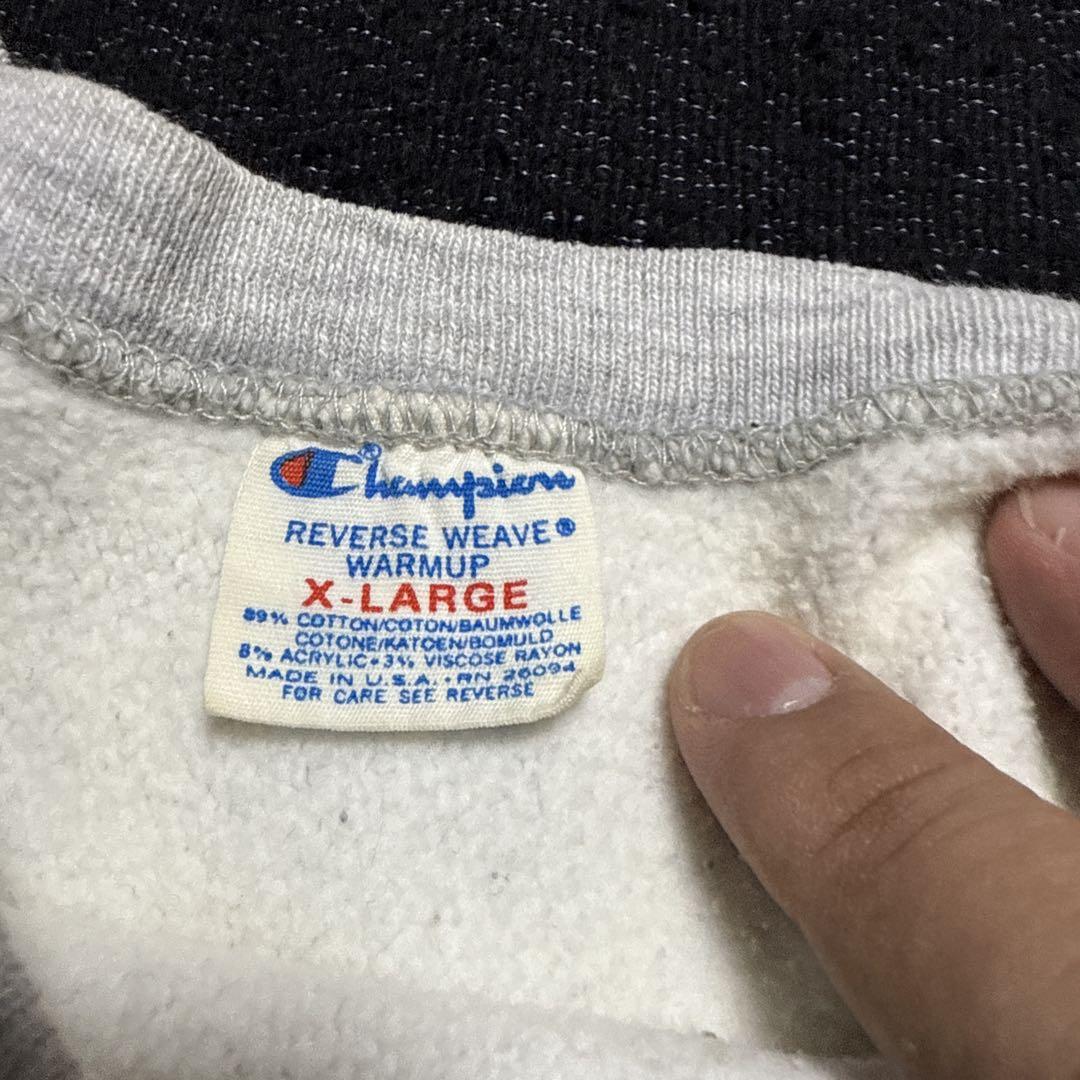 Champion®
REVERSE WEAVE®
WARMUP
X-LARGE
89% COTTON/COTON/BAUMWOLLE
COTONE/KATOEN/BOMULD
8% ACRYLIC•3% VISCOSE RAYON
MADE IN U.S.A. • RN 26094
FOR CARE SEE REVERSE